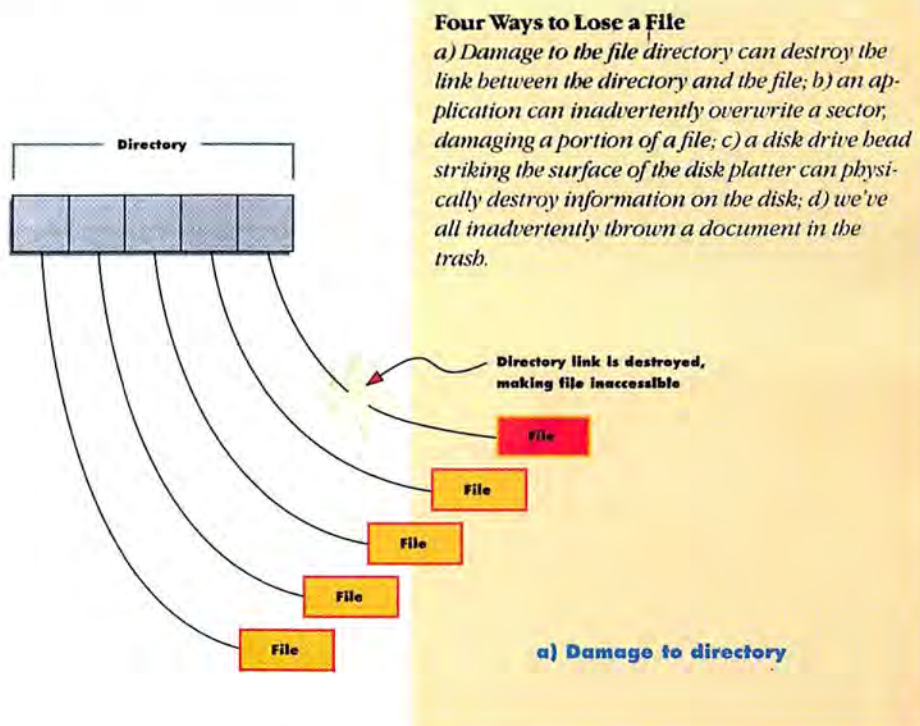 Four Ways to Lose a File
a) Damage to the file directory can destroy the
link between the directory and the file; b) an ap-
plication can inadvertently overwrite a sector,
damaging a portion of a file; c) a disk drive head
striking the surface of the disk platter can physi-
cally destroy information on the disk; d) we've
all inadvertently thrown a document in the
trash.
Directory
Directory link is destroyed,
making file inaccessible
File
File
File
File
File
a) Damage to directory